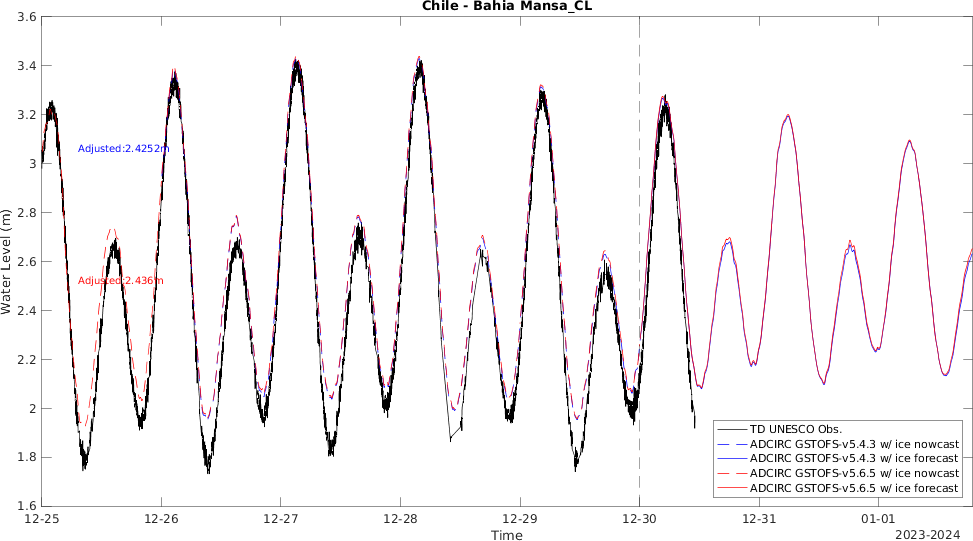 Chile - Bahia Mansa_CL
3.6
3.4
3.2
3
2.8
2.6
2.4
2.2
2
1.8
1.6
Water Level (m)
Adjusted:2.4252m
Adjusted:2.436m
TD UNESCO Obs.
ADCIRC GSTOFS-v5.4.3 w/ ice nowcast
ADCIRC GSTOFS-v5.4.3 w/ ice forecast
ADCIRC GSTOFS-v5.6.5 w/ ice nowcast
ADCIRC GSTOFS-v5.6.5 w/ ice forecast
12-25 12-26 12-27 12-28 12-29 12-30 12-31 01-01
Time
2023-2024